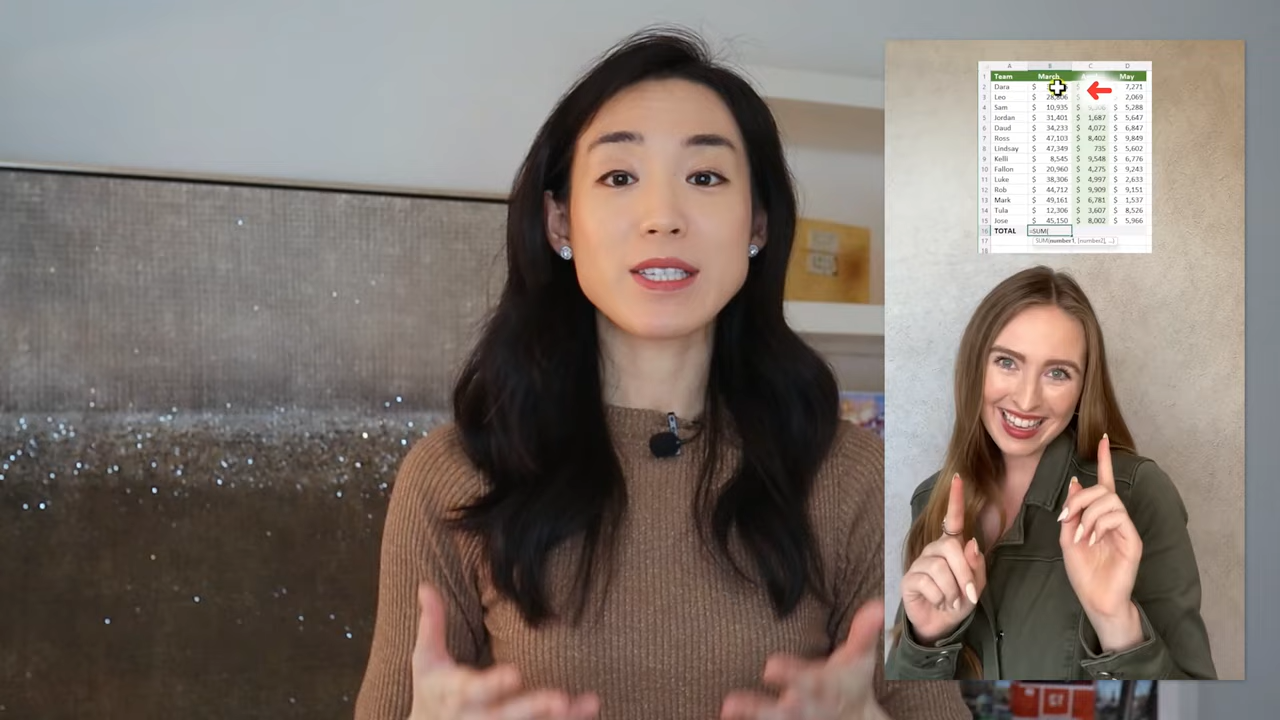 A B C D
1 Team March May
2 Dara $ $ 7,271
3 Leo $ 28,806 $ 2,069
4 Sam $ 10,935 $ 5,288
5 Jordan $ 31,401 $ 1,687 $ 5,647
6 Daud $ 34,233 $ 4,072 $ 6,847
7 Ross $ 47,103 $ 8,402 $ 9,849
8 Lindsay $ 47,349 $ 735 $ 5,602
9 Kelli $ 8,545 $ 9,548 $ 6,776
10 Fallon $ 20,960 $ 4,275 $ 9,243
11 Luke $ 38,306 $ 4,997 $ 2,633
12 Rob $ 44,712 $ 9,909 $ 9,151
13 Mark $ 49,161 $ 6,781 $ 1,537
14 Tula $ 12,306 $ 3,607 $ 8,526
15 Jose $ 45,150 $ 8,002 $ 5,966
16 TOTAL =SUM(
17 SUM(number1, [number2], ...)
18